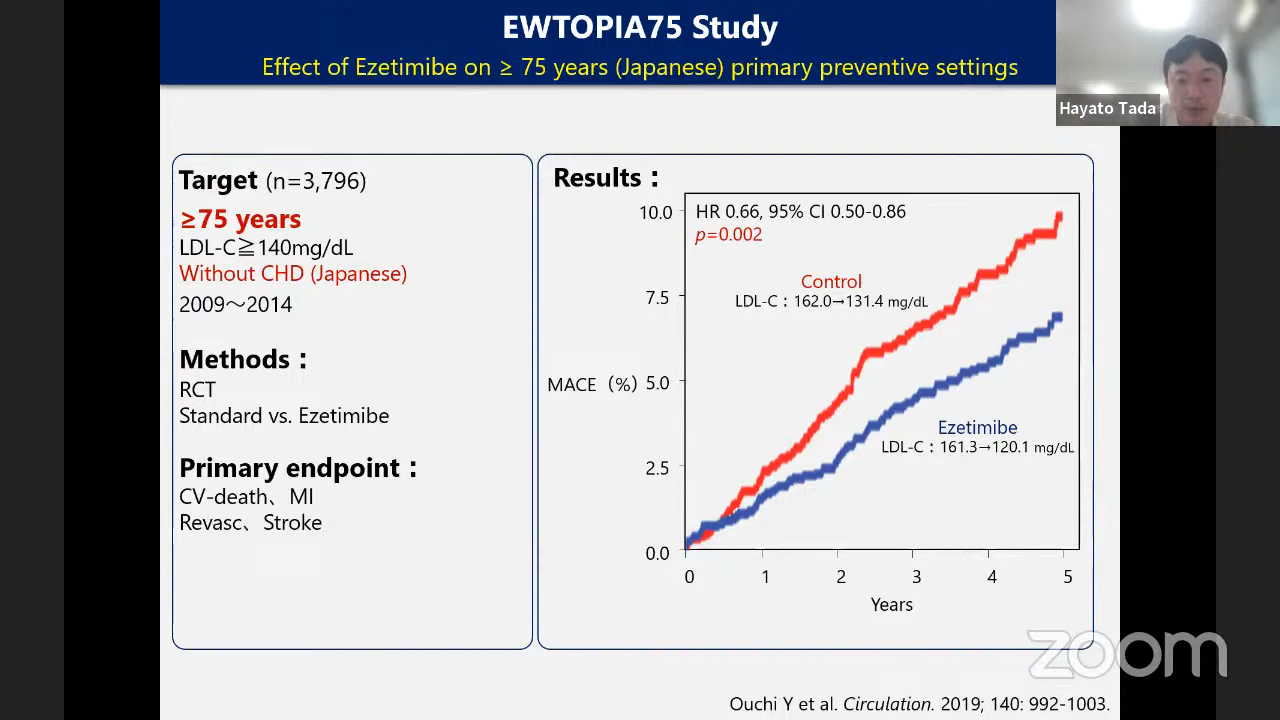 EWTOPIA75 Study
Effect of Ezetimibe on ≥ 75 years (Japanese) primary preventive settings
Hayato Tada
Target (n=3,796)
≥75 years
LDL-C≧140mg/dL
Without CHD (Japanese)
2009～2014
Methods：
RCT
Standard vs. Ezetimibe
Primary endpoint：
CV-death、MI
Revasc、Stroke
Results：
HR 0.66, 95% CI 0.50-0.86
p=0.002
Control
LDL-C：162.0→131.4 mg/dL
Ezetimibe
LDL-C：161.3→120.1 mg/dL
MACE（%）
10.0
7.5
5.0
2.5
0.0
0 1 2 3 4 5
Years
zoom
Ouchi Y et al. Circulation. 2019; 140: 992-1003.